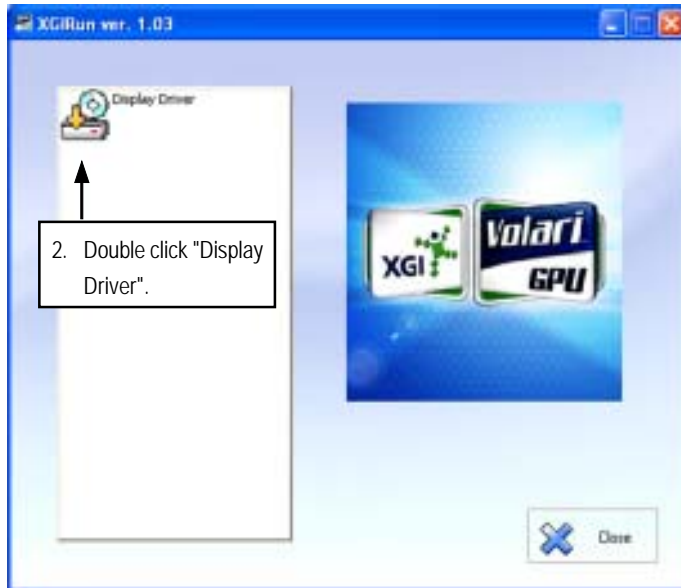 XGIRun ver. 1.03
Display Driver
2. Double click "Display
Driver".
XGI
Volari
GPU
Close